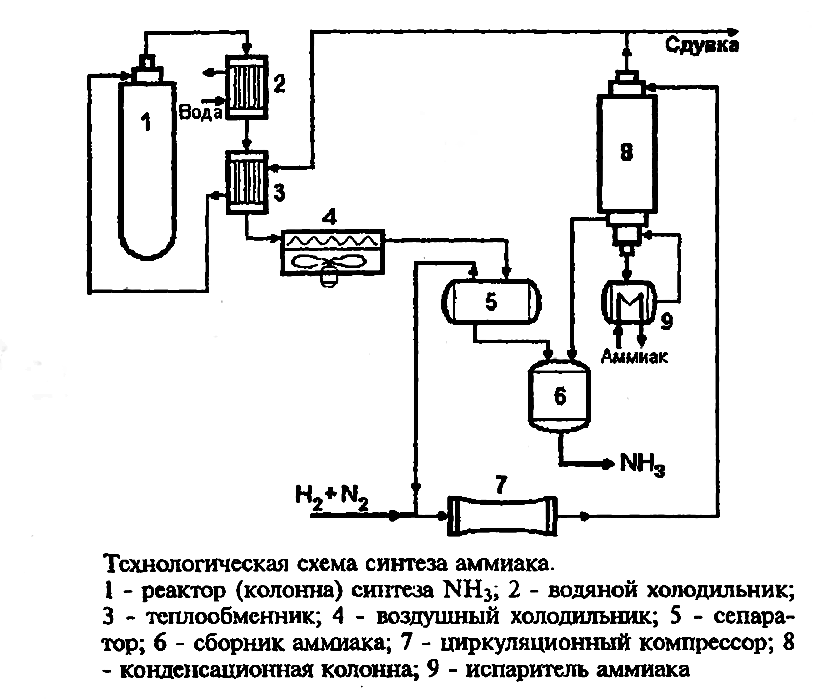 Сдувка
1
2
Вода
3
4
8
5
9
Аммиак
6
NH3
H2+N2
7
Технологическая схема синтеза аммиака.
1 - реактор (колонна) синтеза NH3; 2 - водяной холодильник;
3 - теплообменник; 4 - воздушный холодильник; 5 - сепара-
тор; 6 - сборник аммиака; 7 - циркуляционный компрессор; 8
- конденсационная колонна; 9 - испаритель аммиака